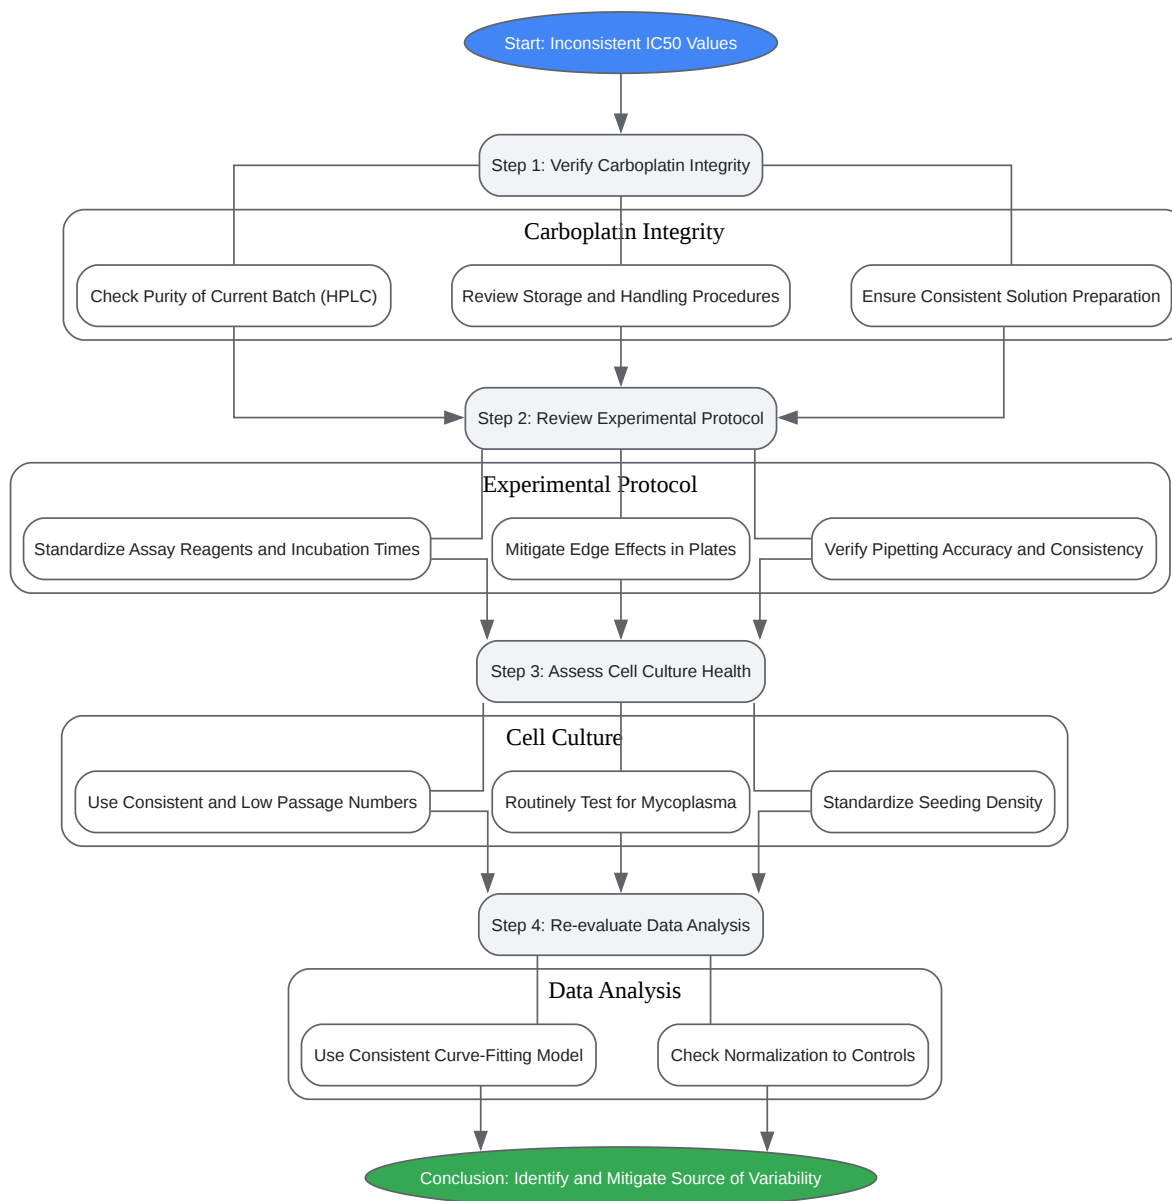 Start: Inconsistent IC50 Values
Step 1: Verify Carboplatin Integrity
Carboplatin Integrity
Check Purity of Current Batch (HPLC)
Review Storage and Handling Procedures
Ensure Consistent Solution Preparation
Step 2: Review Experimental Protocol
Experimental Protocol
Standardize Assay Reagents and Incubation Times
Mitigate Edge Effects in Plates
Verify Pipetting Accuracy and Consistency
Step 3: Assess Cell Culture Health
Cell Culture
Use Consistent and Low Passage Numbers
Routinely Test for Mycoplasma
Standardize Seeding Density
Step 4: Re-evaluate Data Analysis
Data Analysis
Use Consistent Curve-Fitting Model
Check Normalization to Controls
Conclusion: Identify and Mitigate Source of Variability